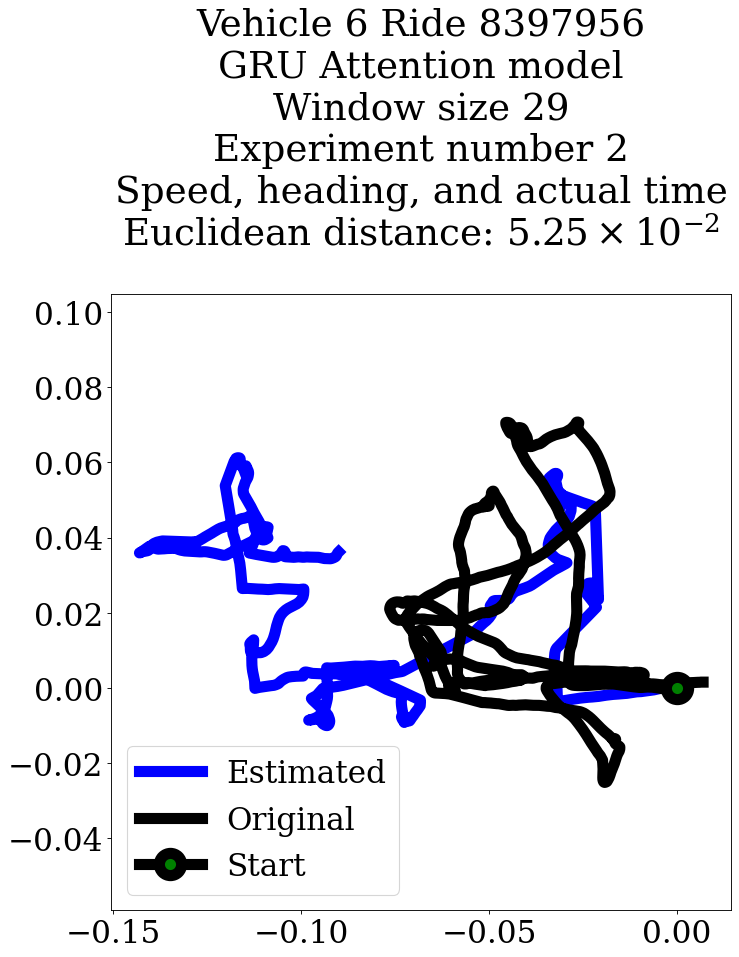 Vehicle 6 Ride 8397956
GRU Attention model
Window size 29
Experiment number 2
Speed, heading, and actual time
Euclidean distance: 5.25 × 10⁻²
0.10
0.08
0.06
0.04
0.02
0.00
−0.02
−0.04
Estimated
Original
Start
−0.15
−0.10
−0.05
0.00